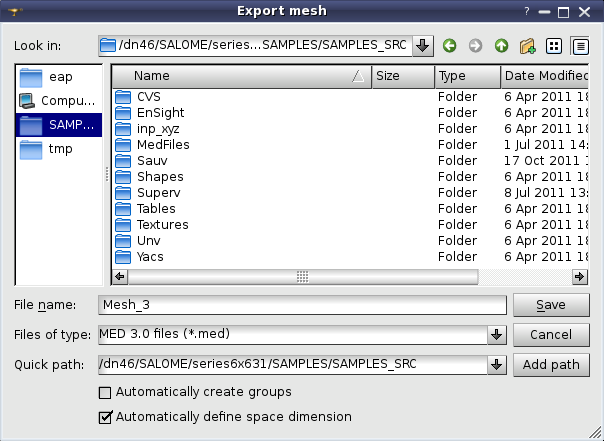 Export mesh
?
Look in: /dn46/SALOME/series...SAMPLES/SAMPLES_SRC
eap
Compu...
SAMP...
tmp
Name Size Type Date Modified
CVS Folder 6 Apr 2011 18
EnSight Folder 6 Apr 2011 18
inp_xyz Folder 6 Apr 2011 18
MedFiles Folder 1 Jul 2011 14:
Sauv Folder 17 Oct 2011 1
Shapes Folder 6 Apr 2011 18
Superv Folder 8 Jul 2011 13:
Tables Folder 6 Apr 2011 18
Textures Folder 6 Apr 2011 18
Unv Folder 6 Apr 2011 18
Yacs Folder 6 Apr 2011 18
File name: Mesh_3 Save
Files of type: MED 3.0 files (*.med) Cancel
Quick path: /dn46/SALOME/series6x631/SAMPLES/SAMPLES_SRC Add path
Automatically create groups
Automatically define space dimension